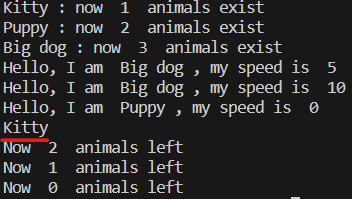 Kitty : now  1  animals exist
Puppy : now  2  animals exist
Big dog : now  3  animals exist
Hello, I am  Big dog , my speed is  5
Hello, I am  Big dog , my speed is  10
Hello, I am  Puppy , my speed is  0
Kitty
Now  2  animals left
Now  1  animals left
Now  0  animals left